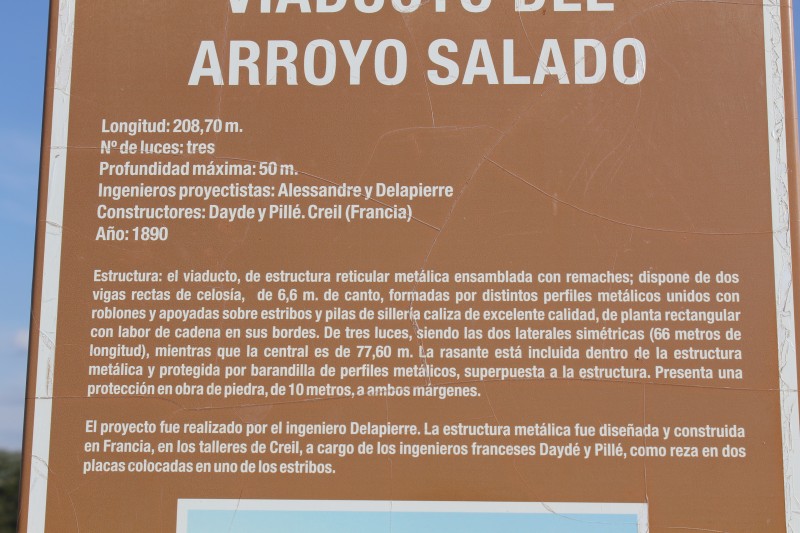 VIADUCTO DEL
ARROYO SALADO
Longitud: 208,70 m.
Nº de luces: tres
Profundidad máxima: 50 m.
Ingenieros proyectistas: Alessandre y Delapierre
Constructores: Dayde y Pillé. Creil (Francia)
Año: 1890
Estructura: el viaducto, de estructura reticular metálica ensamblada con remaches; dispone de dos
vigas rectas de celosía, de 6,6 m. de canto, formadas por distintos perfiles metálicos unidos con
roblones y apoyadas sobre estribos y pilas de sillería caliza de excelente calidad, de planta rectangular
con labor de cadena en sus bordes. De tres luces, siendo las dos laterales simétricas (66 metros de
longitud), mientras que la central es de 77,60 m. La rasante está incluida dentro de la estructura
metálica y protegida por barandilla de perfiles metálicos, superpuesta a la estructura. Presenta una
protección en obra de piedra, de 10 metros, a ambos márgenes.
El proyecto fue realizado por el ingeniero Delapierre. La estructura metálica fue diseñada y construida
en Francia, en los talleres de Creil, a cargo de los ingenieros franceses Daydé y Pillé, como reza en dos
placas colocadas en uno de los estribos.